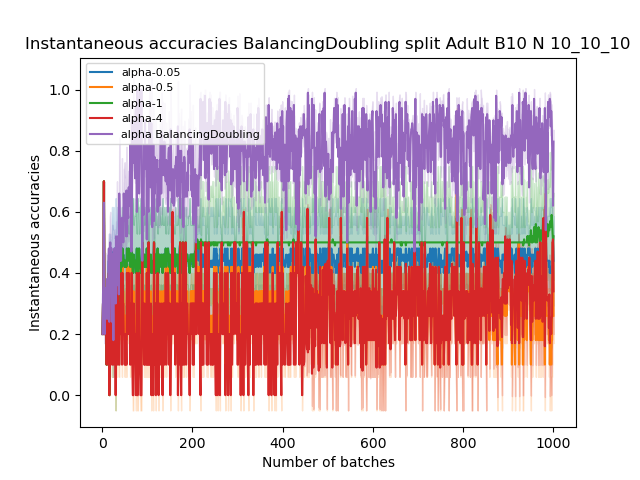 Instantaneous accuracies BalancingDoubling split Adult B10 N 10_10_10
1.0
0.8
0.6
0.4
0.2
0.0
Instantaneous accuracies
alpha-0.05
alpha-0.5
alpha-1
alpha-4
alpha BalancingDoubling
0 200 400 600 800 1000
Number of batches